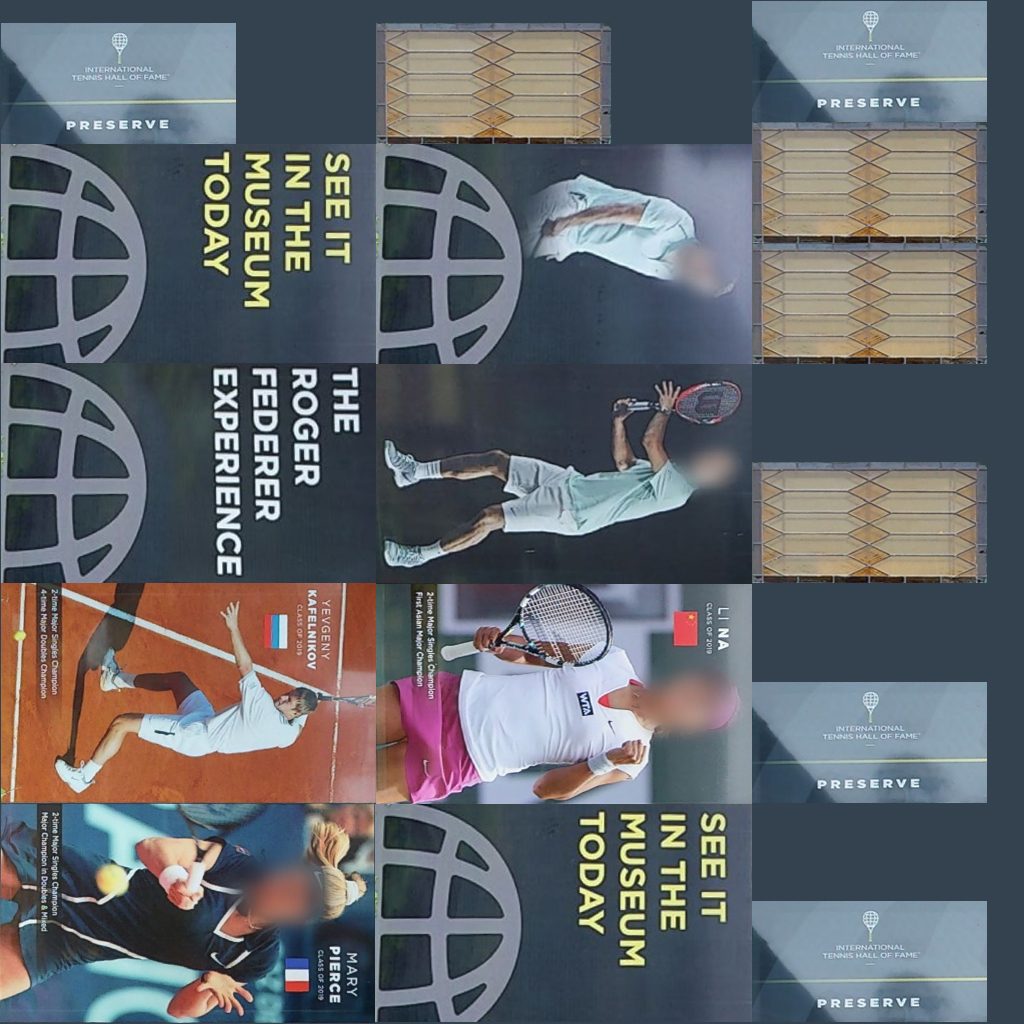 INTERNATIONAL
TENNIS HALL OF FAME
PRESERVE
INTERNATIONAL
TENNIS HALL OF FAME
PRESERVE
SEE IT
IN THE
MUSEUM
TODAY
THE
ROGER
FEDERER
EXPERIENCE
YEVGENY
KAFELNIKOV
CLASS OF 2019
2-time Major Singles Champion
4-time Major Doubles Champion
LI NA
CLASS OF 2019
2-time Major Singles Champion
First Asian Major Champion
WTA
INTERNATIONAL
TENNIS HALL OF FAME
PRESERVE
MARY
PIERCE
CLASS OF 2019
2-time Major Singles Champion
Major Champion in Doubles & Mixed
SEE IT
IN THE
MUSEUM
TODAY
INTERNATIONAL
TENNIS HALL OF FAME
PRESERVE